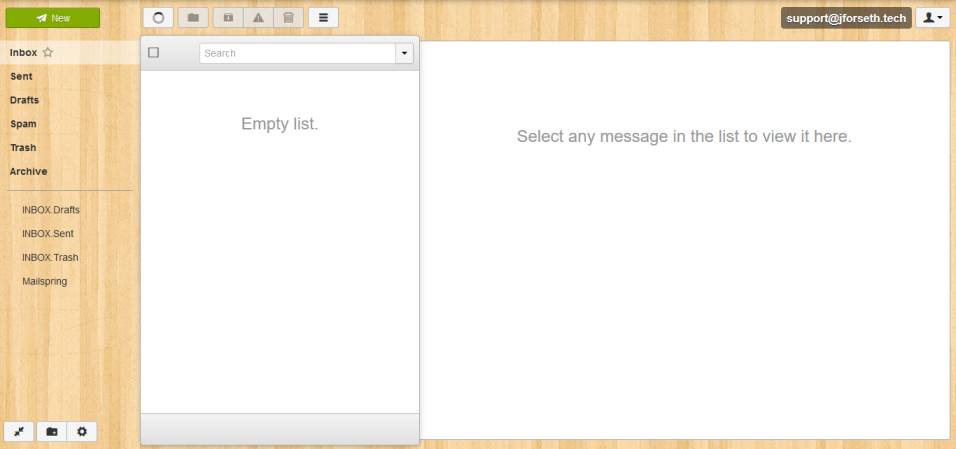 New
support@jforseth.tech
Inbox
Sent
Drafts
Spam
Trash
Archive
INBOX.Drafts
INBOX.Sent
INBOX.Trash
Mailspring
Search
Empty list.
Select any message in the list to view it here.